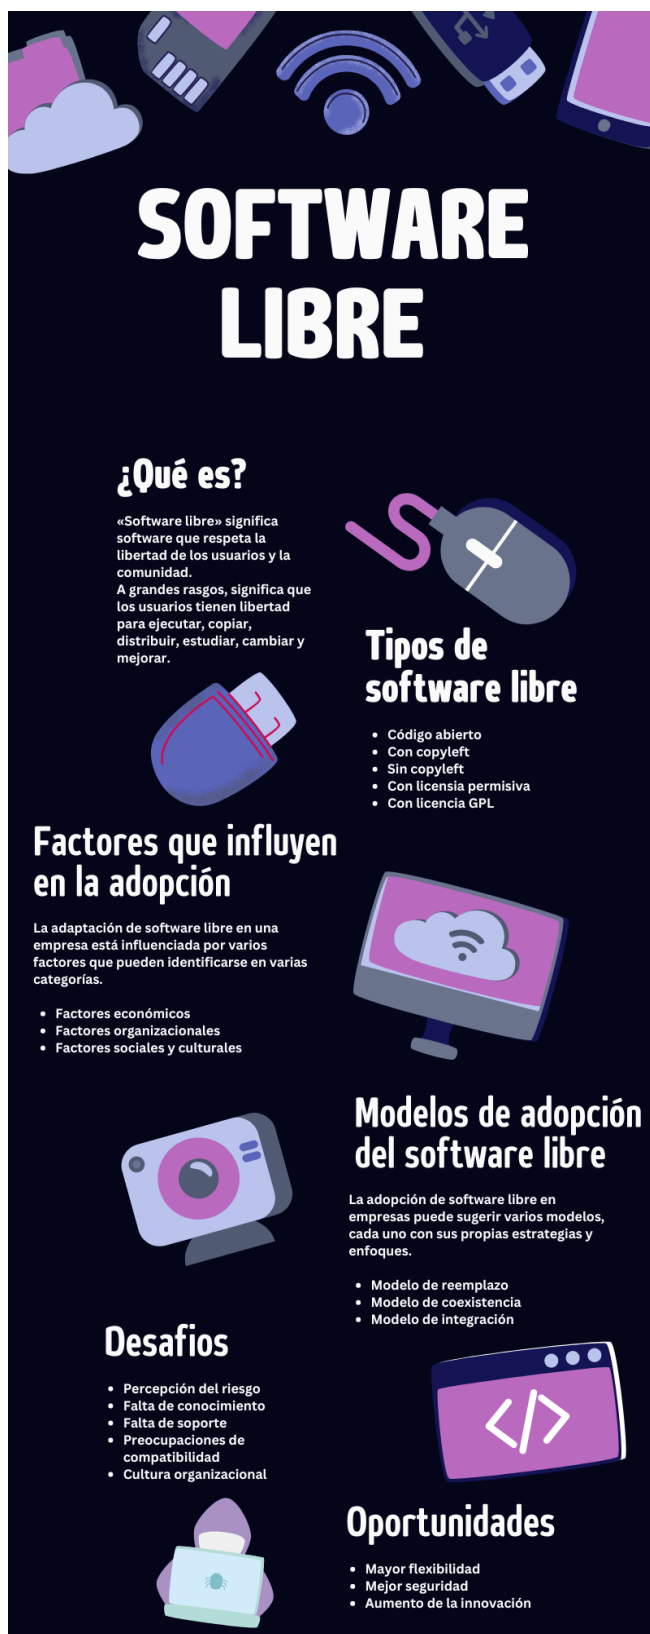 SOFTWARE
LIBRE
¿Qué es?
«Software libre» significa
software que respeta la
libertad de los usuarios y la
comunidad.
A grandes rasgos, significa que
los usuarios tienen libertad
para ejecutar, copiar,
distribuir, estudiar, cambiar y
mejorar.
Tipos de
software libre
• Código abierto
• Con copyleft
• Sin copyleft
• Con licensia permisiva
• Con licencia GPL
Factores que influyen
en la adopción
La adaptación de software libre en una
empresa está influenciada por varios
factores que pueden identificarse en varias
categorías.
• Factores económicos
• Factores organizacionales
• Factores sociales y culturales
Modelos de adopción
del software libre
La adopción de software libre en
empresas puede sugerir varios modelos,
cada uno con sus propias estrategias y
enfoques.
• Modelo de reemplazo
• Modelo de coexistencia
• Modelo de integración
Desafios
• Percepción del riesgo
• Falta de conocimiento
• Falta de soporte
• Preocupaciones de
compatibilidad
• Cultura organizacional
</>
Oportunidades
• Mayor flexibilidad
• Mejor seguridad
• Aumento de la innovación